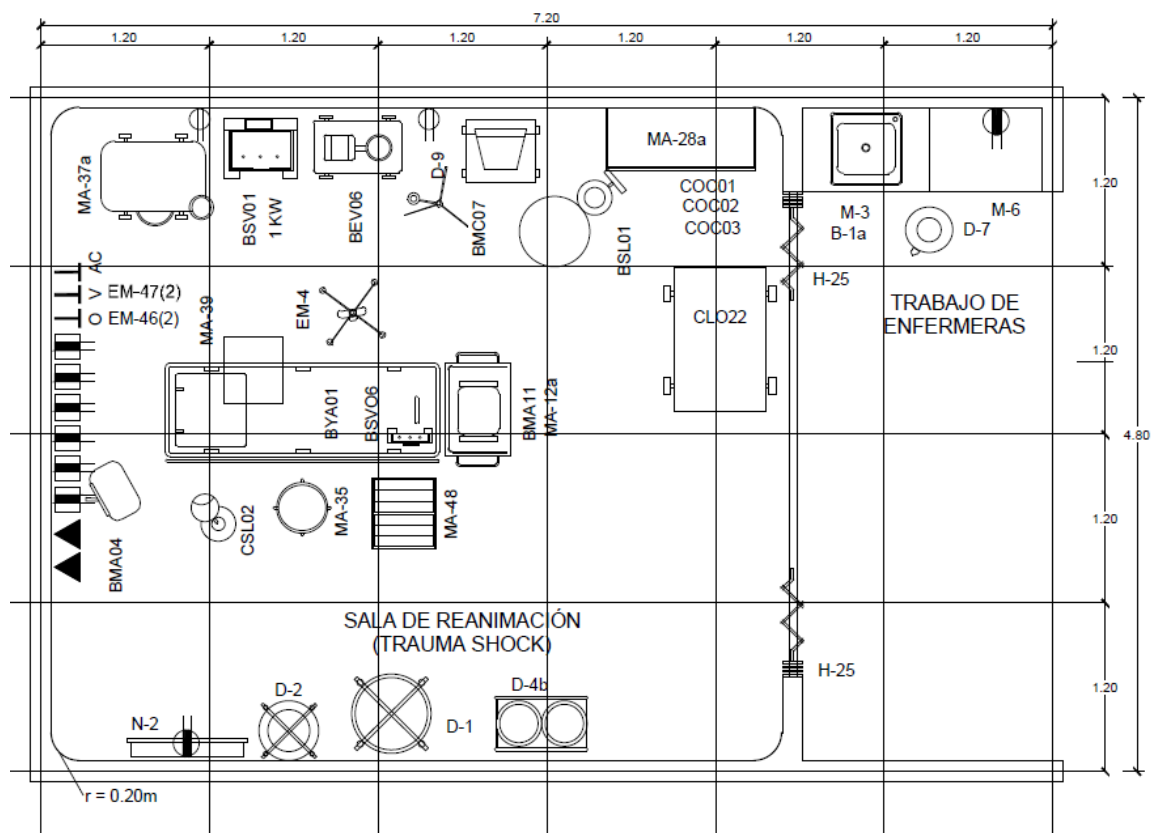 7.20
1.20
1.20
1.20
1.20
1.20
1.20
MA-37a
BSV01
1 KW
BEV06
D-9
BMC07
MA-28a
COC01
COC02
COC03
BSL01
M-3
B-1a
M-6
D-7
1.20
H-25
AC
V EM-47(2)
O EM-46(2)
MA-39
EM-4
CLO22
TRABAJO DE
ENFERMERAS
1.20
BYA01
BSVO6
BMA11
MA-12a
4.80
1.20
BMA04
CSL02
MA-35
MA-48
1.20
SALA DE REANIMACIÓN
(TRAUMA SHOCK)
H-25
D-2
D-4b
N-2
D-1
r = 0.20m